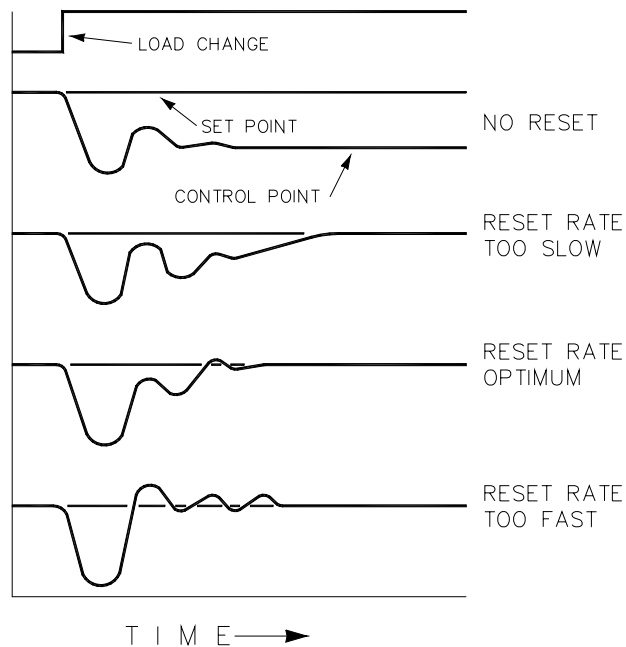 LOAD CHANGE
SET POINT
NO RESET
CONTROL POINT
RESET RATE
TOO SLOW
RESET RATE
OPTIMUM
RESET RATE
TOO FAST
TIME